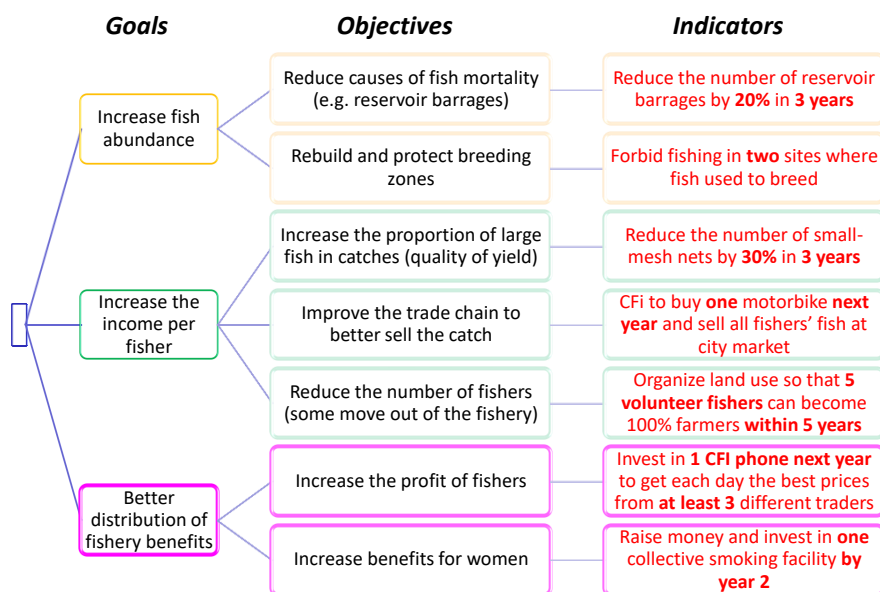 Goals
Objectives
Indicators
Increase fish
abundance
Reduce causes of fish mortality
(e.g. reservoir barrages)
Reduce the number of reservoir
barrages by 20% in 3 years
Rebuild and protect breeding
zones
Forbid fishing in two sites where
fish used to breed
Increase the
income per
fisher
Increase the proportion of large
fish in catches (quality of yield)
Reduce the number of small-
mesh nets by 30% in 3 years
Improve the trade chain to
better sell the catch
CFi to buy one motorbike next
year and sell all fishers' fish at
city market
Reduce the number of fishers
(some move out of the fishery)
Organize land use so that 5
volunteer fishers can become
100% farmers within 5 years
Better
distribution of
fishery benefits
Increase the profit of fishers
Invest in 1 CFI phone next year
to get each day the best prices
from at least 3 different traders
Increase benefits for women
Raise money and invest in one
collective smoking facility by
year 2